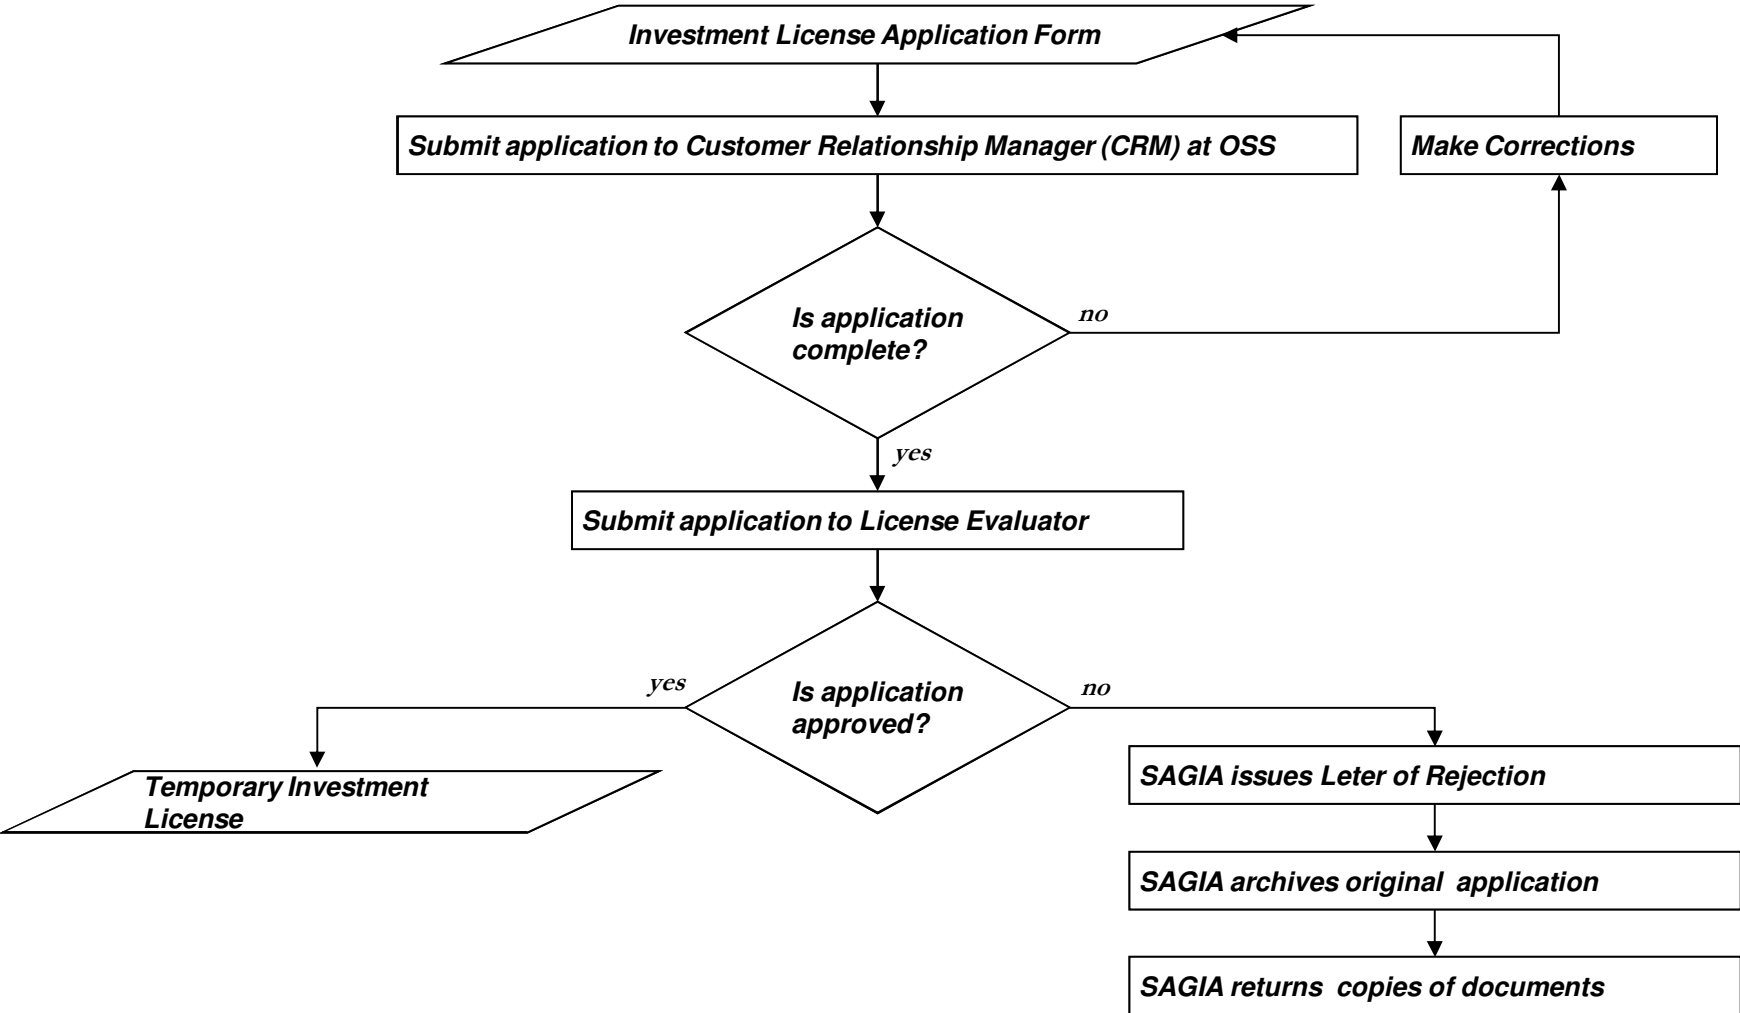 Investment License Application Form
Submit application to Customer Relationship Manager (CRM) at OSS
Make Corrections
Is application
complete?
no
yes
Submit application to License Evaluator
Is application
approved?
yes
no
Temporary Investment
License
SAGIA issues Leter of Rejection
SAGIA archives original application
SAGIA returns copies of documents